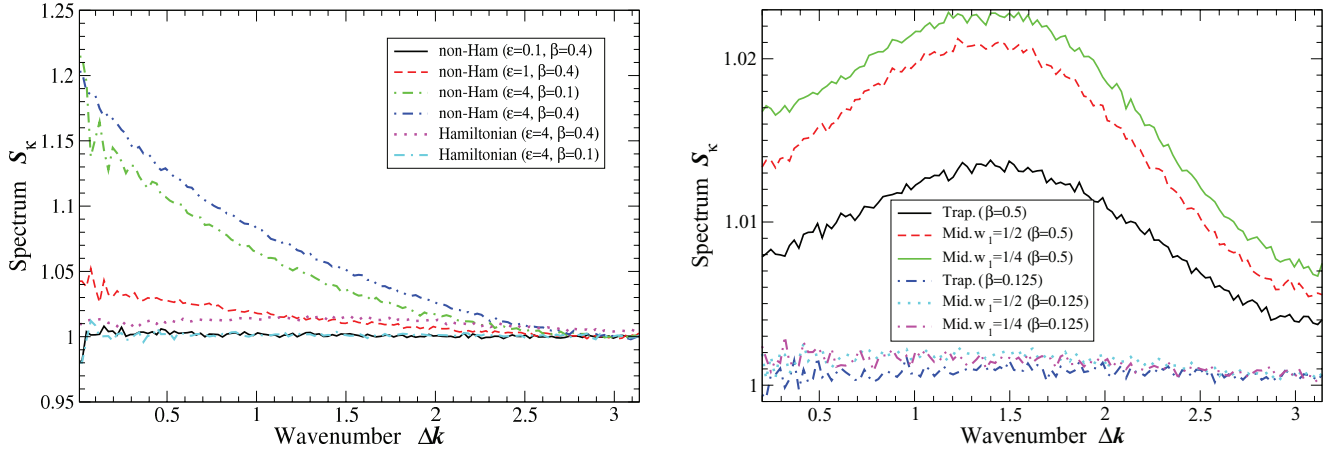 1.25
1.2
1.15
1.1
1.05
1
0.95
Spectrum S_κ
non-Ham (ε=0.1, β=0.4)
non-Ham (ε=1, β=0.4)
non-Ham (ε=4, β=0.1)
non-Ham (ε=4, β=0.4)
Hamiltonian (ε=4, β=0.4)
Hamiltonian (ε=4, β=0.1)
0.5 1 1.5 2 2.5 3
Wavenumber Δk
1.02
1.01
1
Spectrum S_κ
Trap. (β=0.5)
Mid. w_1=1/2 (β=0.5)
Mid. w_1=1/4 (β=0.5)
Trap. (β=0.125)
Mid. w_1=1/2 (β=0.125)
Mid. w_1=1/4 (β=0.125)
0.5 1 1.5 2 2.5 3
Wavenumber Δk